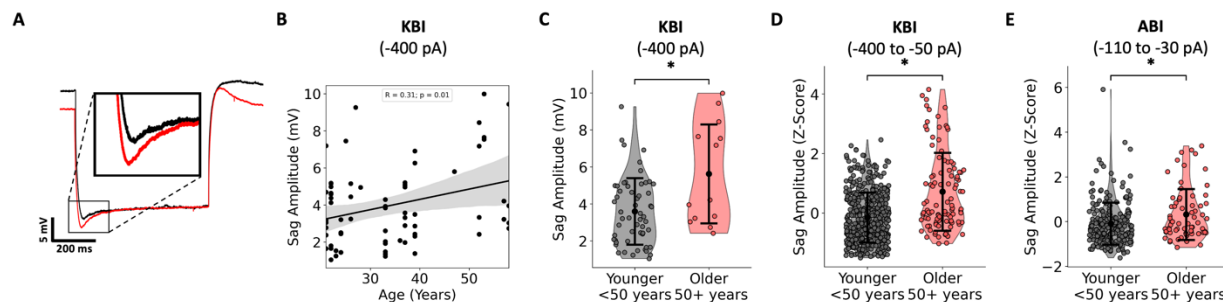 A
5 mV
200 ms
B
KBI
(-400 pA)
R = 0.31; p = 0.01
Sag Amplitude (mV)
10
8
6
4
2
30
40
50
Age (Years)
C
KBI
(-400 pA)
*
Sag Amplitude (mV)
10
8
6
4
2
Younger
<50 years
Older
50+ years
D
KBI
(-400 to -50 pA)
*
Sag Amplitude (Z-Score)
4
2
0
Younger
<50 years
Older
50+ years
E
ABI
(-110 to -30 pA)
*
Sag Amplitude (Z-Score)
6
4
2
0
−2
Younger
<50 years
Older
50+ years